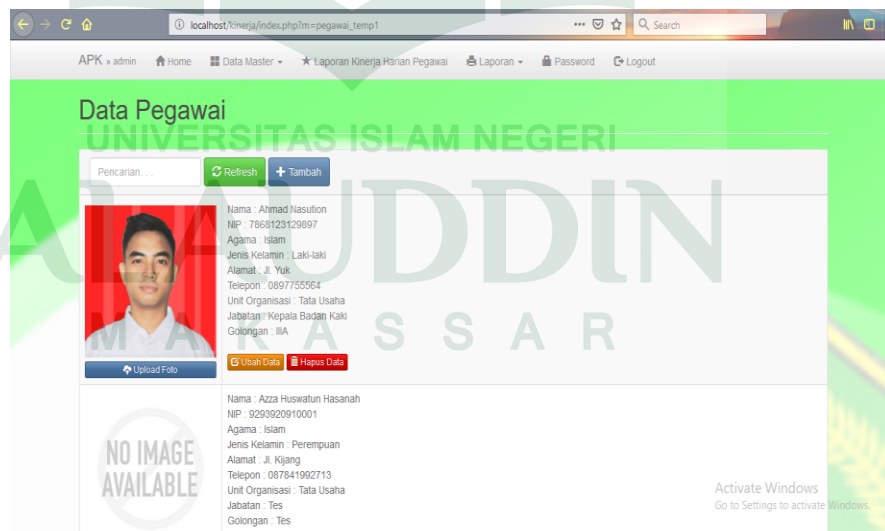 localhost/kinerja/index.php?m=pegawai_temp1
Search
APK » admin Home Data Master Laporan Kinerja Harian Pegawai Laporan Password Logout
Data Pegawai
UNIVERSITAS ISLAM NEGERI
Pencarian. . . Refresh Tambah
ALAUDDIN
MAKASSAR
Nama : Ahmad Nasution
NIP : 7868123129897
Agama : Islam
Jenis Kelamin : Laki-laki
Alamat : Jl. Yuk
Telepon : 0897755564
Unit Organisasi : Tata Usaha
Jabatan : Kepala Badan Kaki
Golongan : IIIA
Upload Foto
Ubah Data Hapus Data
NO IMAGE
AVAILABLE
Nama : Azza Huswatun Hasanah
NIP : 9293920910001
Agama : Islam
Jenis Kelamin : Perempuan
Alamat : Jl. Kijang
Telepon : 087841992713
Unit Organisasi : Tata Usaha
Jabatan : Tes
Golongan : Tes
Activate Windows
Go to Settings to activate Windows.